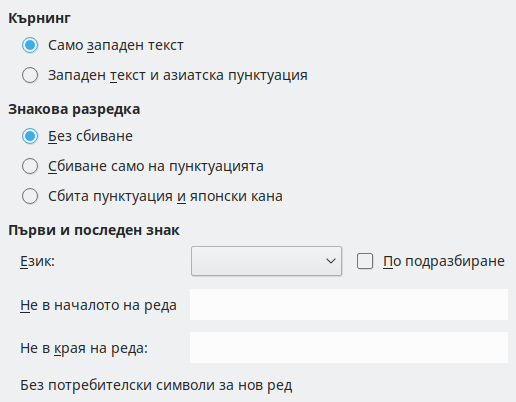 Кърнинг
Само западен текст
Западен текст и азиатска пунктуация
Знакова разредка
Без сбиване
Сбиване само на пунктуацията
Сбита пунктуация и японски кана
Първи и последен знак
Език:
По подразбиране
Не в началото на реда
Не в края на реда:
Без потребителски символи за нов ред